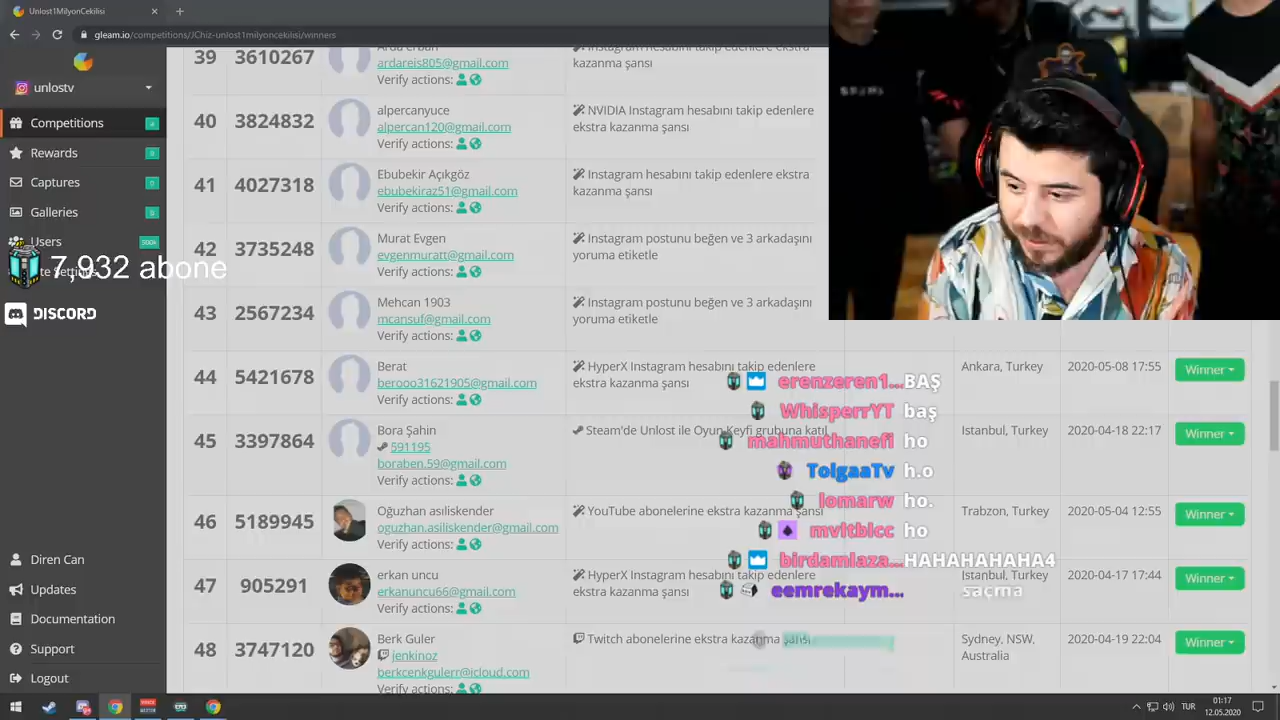 Unlost1MilyonCekilisi
gleam.io/competitions/JChiz-unlost1milyoncekilisi/winners
unlostv
Competitions 4
Rewards
Captures 0
Galleries
Users 500+
7,932 abone
DISCORD
Diren Can
Updates
Documentation
Support
Logout
39 3610267
ardareis805@gmail.com
Verify actions:
Instagram hesabını takip edenlere ekstra
kazanma şansı
40 3824832
alpercanyuce
alpercan120@gmail.com
Verify actions:
NVIDIA Instagram hesabını takip edenlere
ekstra kazanma şansı
41 4027318
Ebubekir Açıkgöz
ebubekiraz51@gmail.com
Verify actions:
Instagram hesabını takip edenlere ekstra
kazanma şansı
42 3735248
Murat Evgen
evgenmuratt@gmail.com
Verify actions:
Instagram postunu beğen ve 3 arkadaşını
yoruma etiketle
43 2567234
Mehcan 1903
mcansuf@gmail.com
Verify actions:
Instagram postunu beğen ve 3 arkadaşını
yoruma etiketle
44 5421678
Berat
berooo31621905@gmail.com
Verify actions:
HyperX Instagram hesabını takip edenlere
ekstra kazanma şansı
Ankara, Turkey
2020-05-08 17:55
Winner
45 3397864
Bora Şahin
591195
boraben.59@gmail.com
Verify actions:
Steam'de Unlost ile Oyun Keyfi grubuna katıl
Istanbul, Turkey
2020-04-18 22:17
Winner
46 5189945
Oğuzhan asıliskender
oguzhan.asiliskender@gmail.com
Verify actions:
YouTube abonelerine ekstra kazanma şansı
Trabzon, Turkey
2020-05-04 12:55
Winner
47 905291
erkan uncu
erkanuncu66@gmail.com
Verify actions:
HyperX Instagram hesabını takip edenlere
ekstra kazanma şansı
Istanbul, Turkey
2020-04-17 17:44
Winner
48 3747120
Berk Guler
jenkinoz
berkcenkgulerr@icloud.com
Verify actions:
Twitch abonelerine ekstra kazanma şansı
Sydney, NSW,
Australia
2020-04-19 22:04
Winner
erenzeren1... BAŞ
WhisperrYT baş
mahmuthanefi ho
TolgaaTv h.o
lomarw ho.
mvltblcc ho
birdamlaza... HAHAHAHAHA4
eemrekaym... saçma
TUR
01:17
12.05.2020